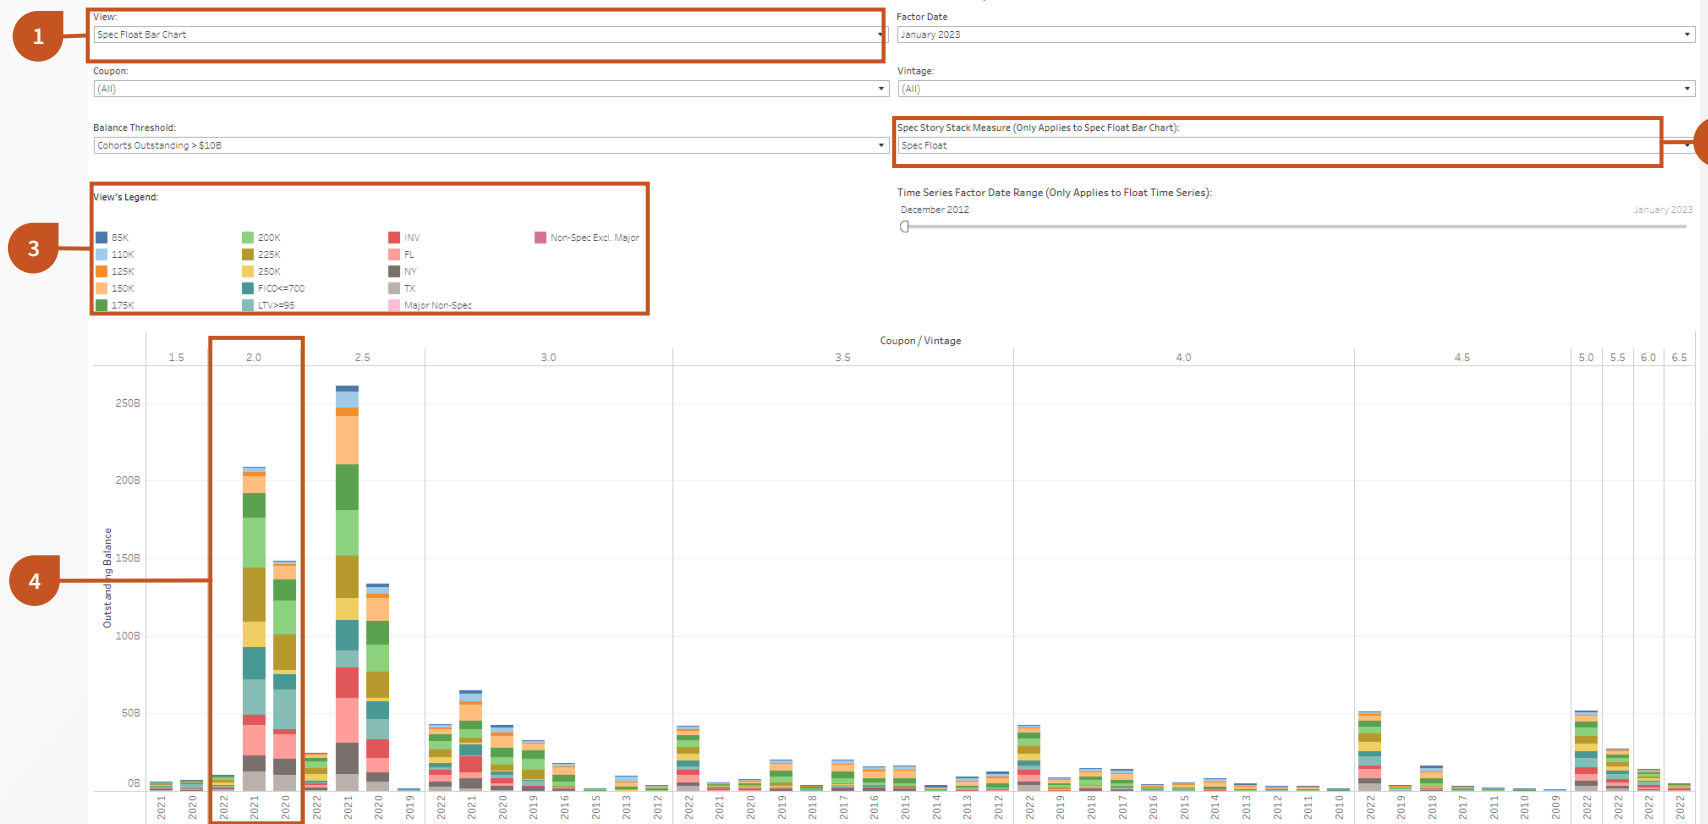 View:
Factor Date
1
Spec Float Bar Chart
January 2023
Coupon:
Vintage:
(All)
(All)
Balance Threshold:
Spec Story Stack Measure (Only Applies to Spec Float Bar Chart):
Cohorts Outstanding > $10B
Spec Float
View's Legend:
Time Series Factor Date Range (Only Applies to Float Time Series):
December 2012
January 2023
3
85K
200K
INV
Non-Spec Excl. Major
110K
225K
FL
125K
250K
NY
150K
FICO<=700
TX
175K
LTV>=95
Major Non-Spec
Coupon / Vintage
1.5 2.0 2.5 3.0 3.5 4.0 4.5 5.0 5.5 6.0 6.5
250B
200B
150B
100B
50B
0B
Outstanding Balance
4
2021 2020 2022 2021 2020 2022 2021 2020 2019 2022 2021 2020 2019 2016 2015 2013 2012 2022 2021 2020 2019 2018 2017 2016 2015 2014 2013 2012 2022 2019 2018 2017 2016 2015 2014 2013 2012 2011 2010 2022 2019 2018 2017 2011 2010 2009 2022 2022 2022 2022